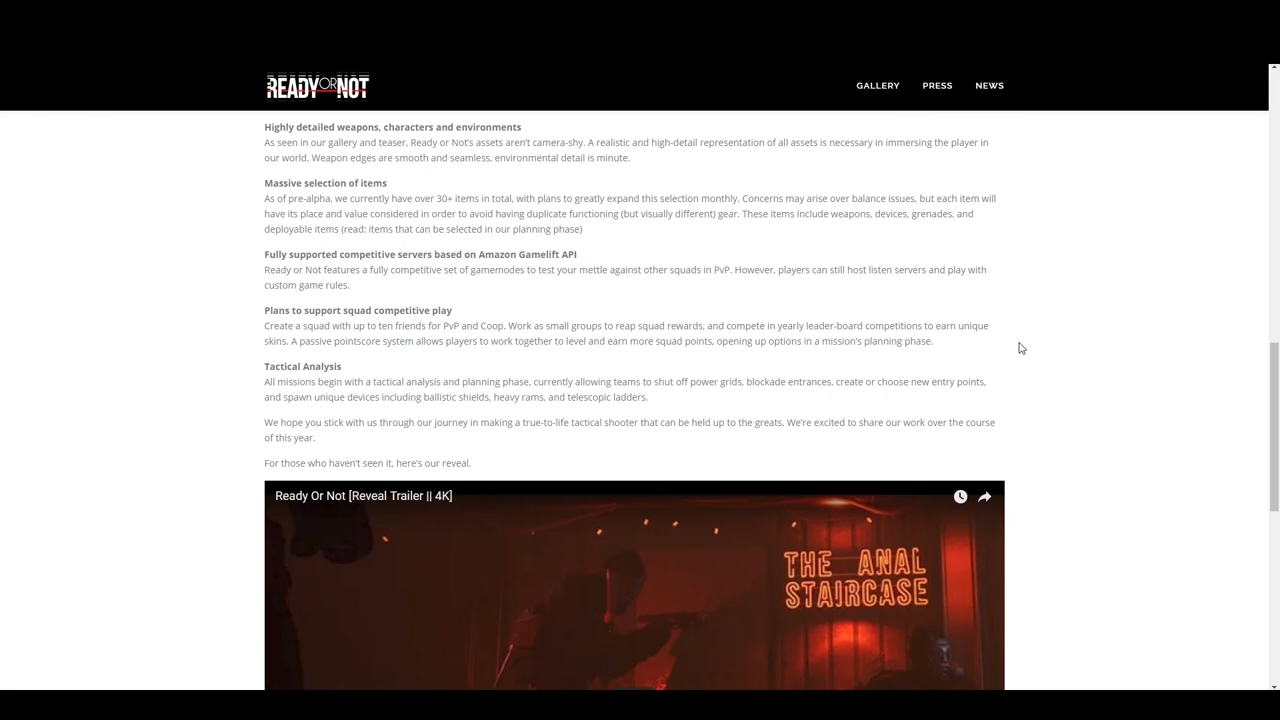 READY OR NOT
GALLERY PRESS NEWS
Highly detailed weapons, characters and environments
As seen in our gallery and teaser, Ready or Not's assets aren't camera-shy. A realistic and high-detail representation of all assets is necessary in immersing the player in
our world. Weapon edges are smooth and seamless, environmental detail is minute.
Massive selection of items
As of pre-alpha, we currently have over 30+ items in total, with plans to greatly expand this selection monthly. Concerns may arise over balance issues, but each item will
have its place and value considered in order to avoid having duplicate functioning (but visually different) gear. These items include weapons, devices, grenades, and
deployable items (read: items that can be selected in our planning phase)
Fully supported competitive servers based on Amazon Gamelift API
Ready or Not features a fully competitive set of gamemodes to test your mettle against other squads in PvP. However, players can still host listen servers and play with
custom game rules.
Plans to support squad competitive play
Create a squad with up to ten friends for PvP and Coop. Work as small groups to reap squad rewards, and compete in yearly leader-board competitions to earn unique
skins. A passive pointscore system allows players to work together to level and earn more squad points, opening up options in a mission's planning phase.
Tactical Analysis
All missions begin with a tactical analysis and planning phase, currently allowing teams to shut off power grids, blockade entrances, create or choose new entry points,
and spawn unique devices including ballistic shields, heavy rams, and telescopic ladders.
We hope you stick with us through our journey in making a true-to-life tactical shooter that can be held up to the greats. We're excited to share our work over the course
of this year.
For those who haven't seen it, here's our reveal.
Ready Or Not [Reveal Trailer || 4K]
THE ANAL
STAIRCASE